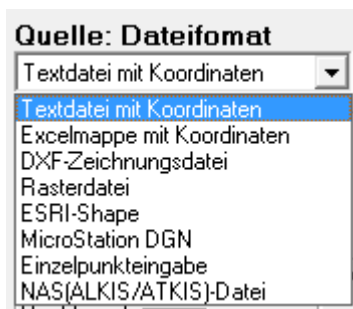 Quelle: Dateifomat
Textdatei mit Koordinaten
Textdatei mit Koordinaten
Excelmappe mit Koordinaten
DXF-Zeichnungsdatei
Rasterdatei
ESRI-Shape
MicroStation DGN
Einzelpunkteingabe
NAS(ALKIS/ATKIS)-Datei